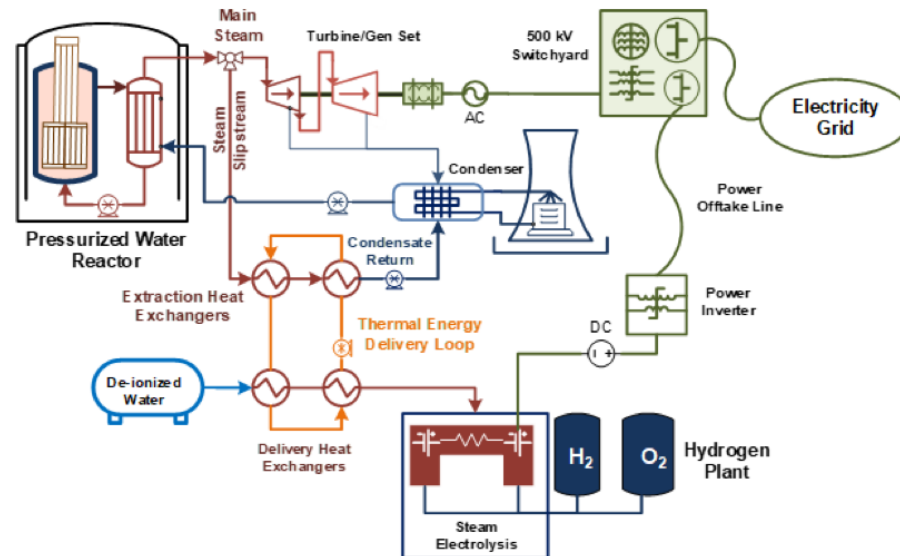 Main
Steam
Turbine/Gen Set
500 kV
Switchyard
Electricity
Grid
AC
Steam
Slipstream
Condenser
Power
Offtake Line
Pressurized Water
Reactor
Condensate
Return
Extraction Heat
Exchangers
Power
Inverter
Thermal Energy
Delivery Loop
DC
De-ionized
Water
Delivery Heat
Exchangers
H2
O2
Hydrogen
Plant
Steam
Electrolysis